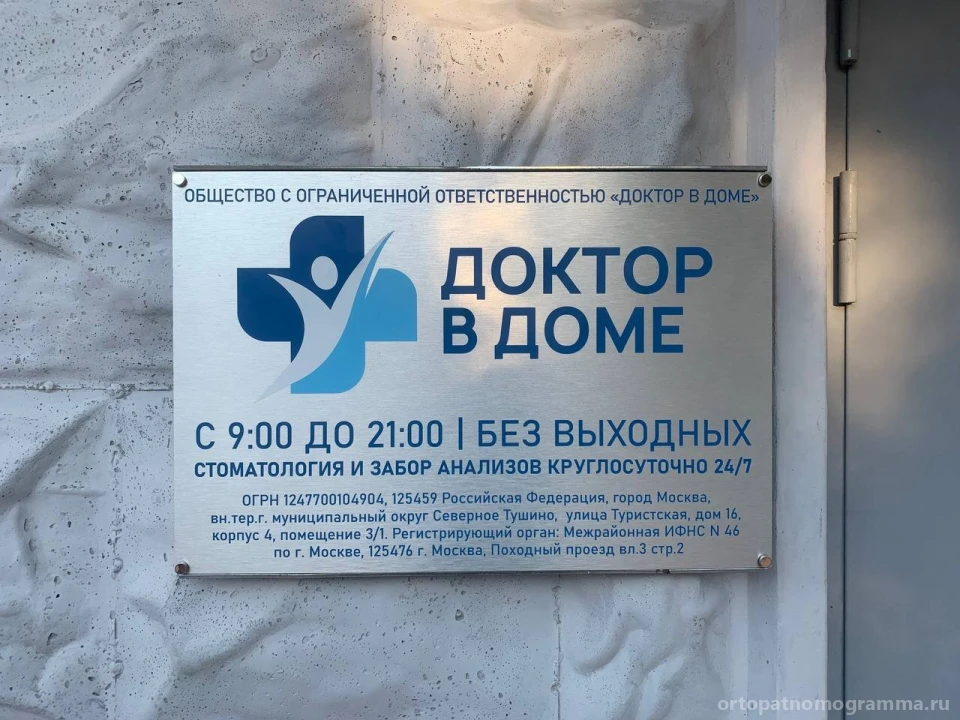 ОБЩЕСТВО С ОГРАНИЧЕННОЙ ОТВЕТСТВЕННОСТЬЮ «ДОКТОР В ДОМЕ»
ДОКТОР
В ДОМЕ
С 9:00 ДО 21:00 | БЕЗ ВЫХОДНЫХ
СТОМАТОЛОГИЯ И ЗАБОР АНАЛИЗОВ КРУГЛОСУТОЧНО 24/7
ОГРН 1247700104904, 125459 Российская Федерация, город Москва,
вн.тер.г. муниципальный округ Северное Тушино, улица Туристская, дом 16,
корпус 4, помещение 3/1. Регистрирующий орган: Межрайонная ИФНС N 46
по г. Москве, 125476 г. Москва, Походный проезд вл.3 стр.2
ortopatnomogramma.ru